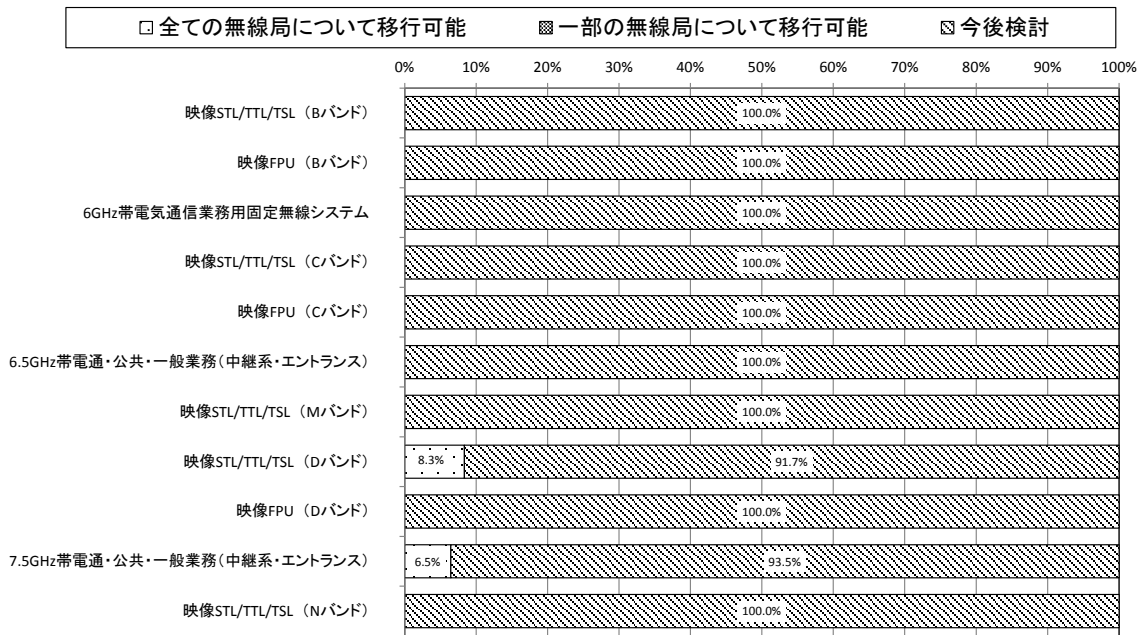 全ての無線局について移行可能 一部の無線局について移行可能 今後検討
0% 10% 20% 30% 40% 50% 60% 70% 80% 90% 100%
映像STL/TTL/TSL（Bバンド） 100.0%
映像FPU（Bバンド） 100.0%
6GHz帯電気通信業務用固定無線システム 100.0%
映像STL/TTL/TSL（Cバンド） 100.0%
映像FPU（Cバンド） 100.0%
6.5GHz帯電通・公共・一般業務（中継系・エントランス） 100.0%
映像STL/TTL/TSL（Mバンド） 100.0%
映像STL/TTL/TSL（Dバンド） 8.3% 91.7%
映像FPU（Dバンド） 100.0%
7.5GHz帯電通・公共・一般業務（中継系・エントランス） 6.5% 93.5%
映像STL/TTL/TSL（Nバンド） 100.0%